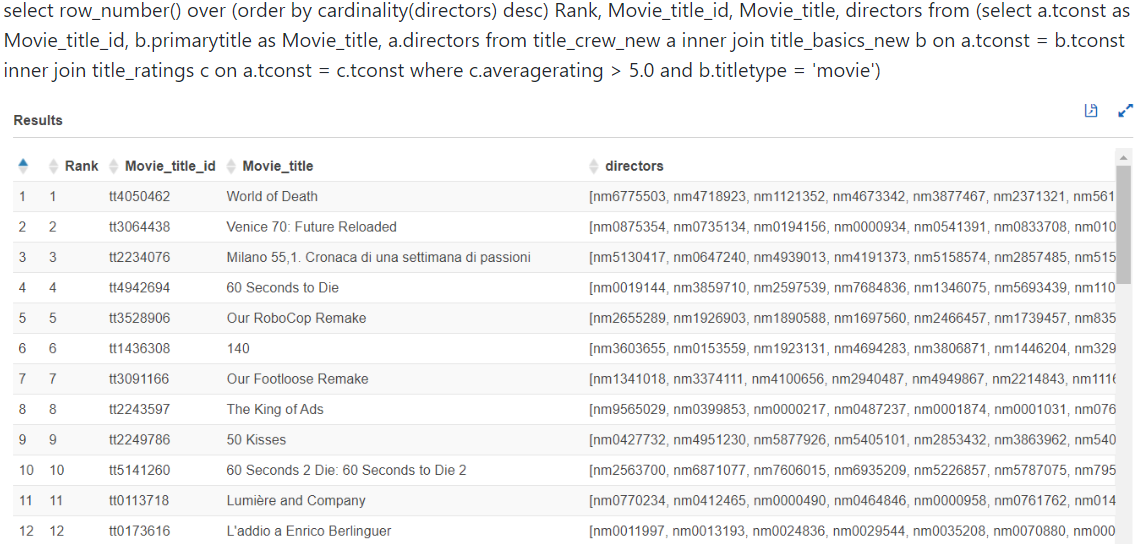 select row_number() over (order by cardinality(directors) desc) Rank, Movie_title_id, Movie_title, directors from (select a.tconst as
Movie_title_id, b.primarytitle as Movie_title, a.directors from title_crew_new a inner join title_basics_new b on a.tconst = b.tconst
inner join title_ratings c on a.tconst = c.tconst where c.averagerating > 5.0 and b.titletype = 'movie')
Results
Rank Movie_title_id Movie_title directors
1 1 tt4050462 World of Death [nm6775503, nm4718923, nm1121352, nm4673342, nm3877467, nm2371321, nm561
2 2 tt3064438 Venice 70: Future Reloaded [nm0875354, nm0735134, nm0194156, nm0000934, nm0541391, nm0833708, nm010
3 3 tt2234076 Milano 55,1. Cronaca di una settimana di passioni [nm5130417, nm0647240, nm4939013, nm4191373, nm5158574, nm2857485, nm515
4 4 tt4942694 60 Seconds to Die [nm0019144, nm3859710, nm2597539, nm7684836, nm1346075, nm5693439, nm110
5 5 tt3528906 Our RoboCop Remake [nm2655289, nm1926903, nm1890588, nm1697560, nm2466457, nm1739457, nm835
6 6 tt1436308 140 [nm3603655, nm0153559, nm1923131, nm4694283, nm3806871, nm1446204, nm329
7 7 tt3091166 Our Footloose Remake [nm1341018, nm3374111, nm4100656, nm2940487, nm4949867, nm2214843, nm1116
8 8 tt2243597 The King of Ads [nm9565029, nm0399853, nm0000217, nm0487237, nm0001874, nm0001031, nm076
9 9 tt2249786 50 Kisses [nm0427732, nm4951230, nm5877926, nm5405101, nm2853432, nm3863962, nm540
10 10 tt5141260 60 Seconds 2 Die: 60 Seconds to Die 2 [nm2563700, nm6871077, nm7606015, nm6935209, nm5226857, nm5787075, nm795
11 11 tt0113718 Lumière and Company [nm0770234, nm0412465, nm0000490, nm0464846, nm0000958, nm0761762, nm014
12 12 tt0173616 L'addio a Enrico Berlinguer [nm0011997, nm0013193, nm0024836, nm0029544, nm0035208, nm0070880, nm000